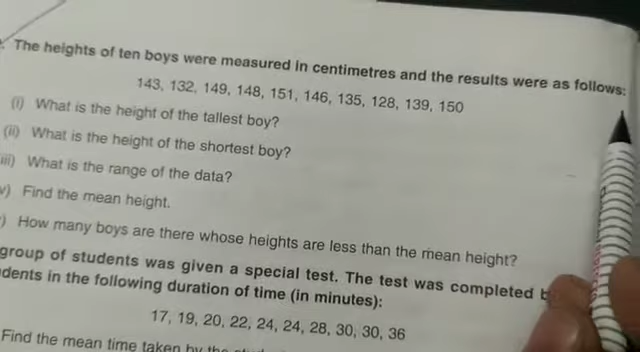 The heights of ten boys were measured in centimetres and the results were as follows:
143, 132, 149, 148, 151, 146, 135, 128, 139, 150
(i) What is the height of the tallest boy?
(ii) What is the height of the shortest boy?
iii) What is the range of the data?
v) Find the mean height.
) How many boys are there whose heights are less than the mean height?
group of students was given a special test. The test was completed
dents in the following duration of time (in minutes):
17, 19, 20, 22, 24, 24, 28, 30, 30, 36
Find the mean time taken by the